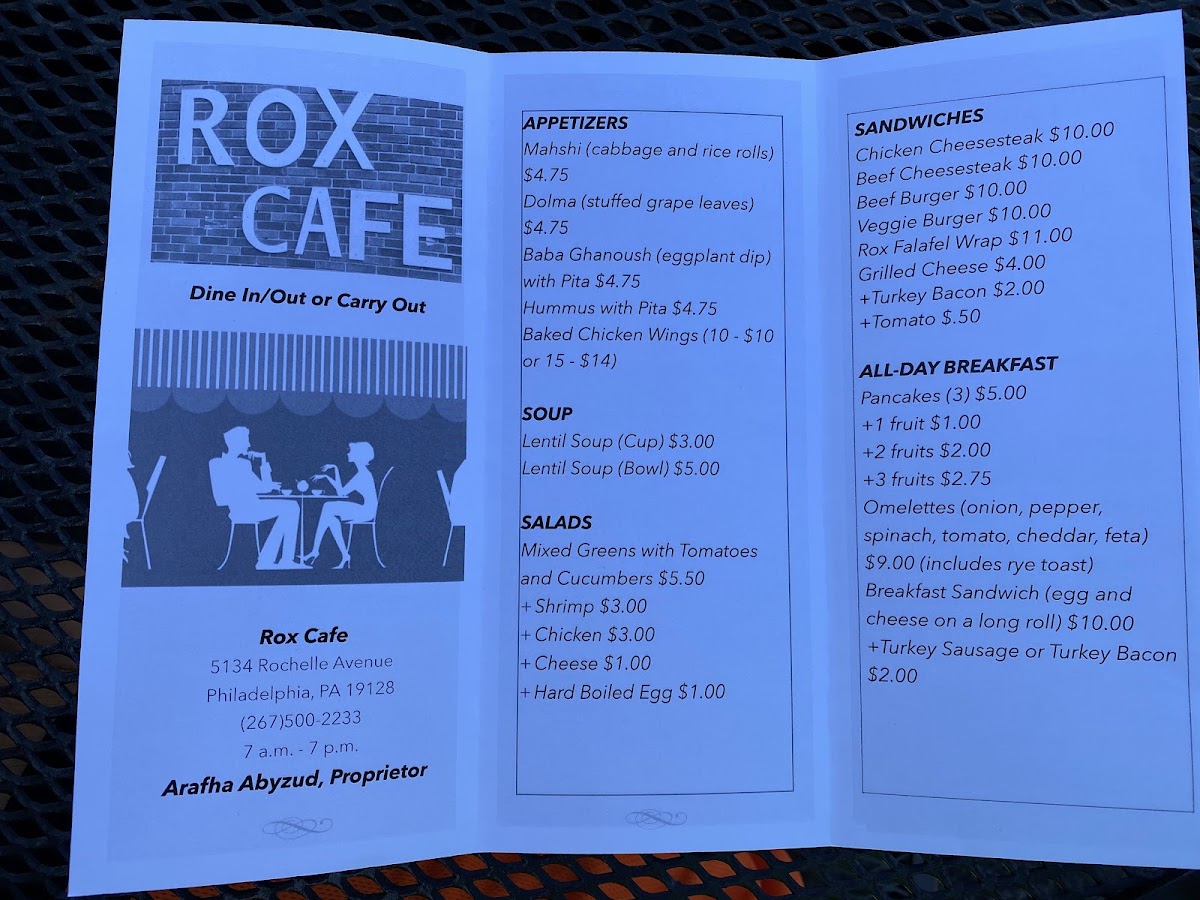 ROX
CAFE
Dine In/Out or Carry Out
Rox Cafe
5134 Rochelle Avenue
Philadelphia, PA 19128
(267)500-2233
7 a.m. - 7 p.m.
Arafha Abyzud, Proprietor
APPETIZERS
Mahshi (cabbage and rice rolls)
$4.75
Dolma (stuffed grape leaves)
$4.75
Baba Ghanoush (eggplant dip)
with Pita $4.75
Hummus with Pita $4.75
Baked Chicken Wings (10 - $10
or 15 - $14)
SOUP
Lentil Soup (Cup) $3.00
Lentil Soup (Bowl) $5.00
SALADS
Mixed Greens with Tomatoes
and Cucumbers $5.50
+ Shrimp $3.00
+ Chicken $3.00
+ Cheese $1.00
+ Hard Boiled Egg $1.00
SANDWICHES
Chicken Cheesesteak $10.00
Beef Cheesesteak $10.00
Beef Burger $10.00
Veggie Burger $10.00
Rox Falafel Wrap $11.00
Grilled Cheese $4.00
+Turkey Bacon $2.00
+Tomato $.50
ALL-DAY BREAKFAST
Pancakes (3) $5.00
+1 fruit $1.00
+2 fruits $2.00
+3 fruits $2.75
Omelettes (onion, pepper,
spinach, tomato, cheddar, feta)
$9.00 (includes rye toast)
Breakfast Sandwich (egg and
cheese on a long roll) $10.00
+Turkey Sausage or Turkey Bacon
$2.00